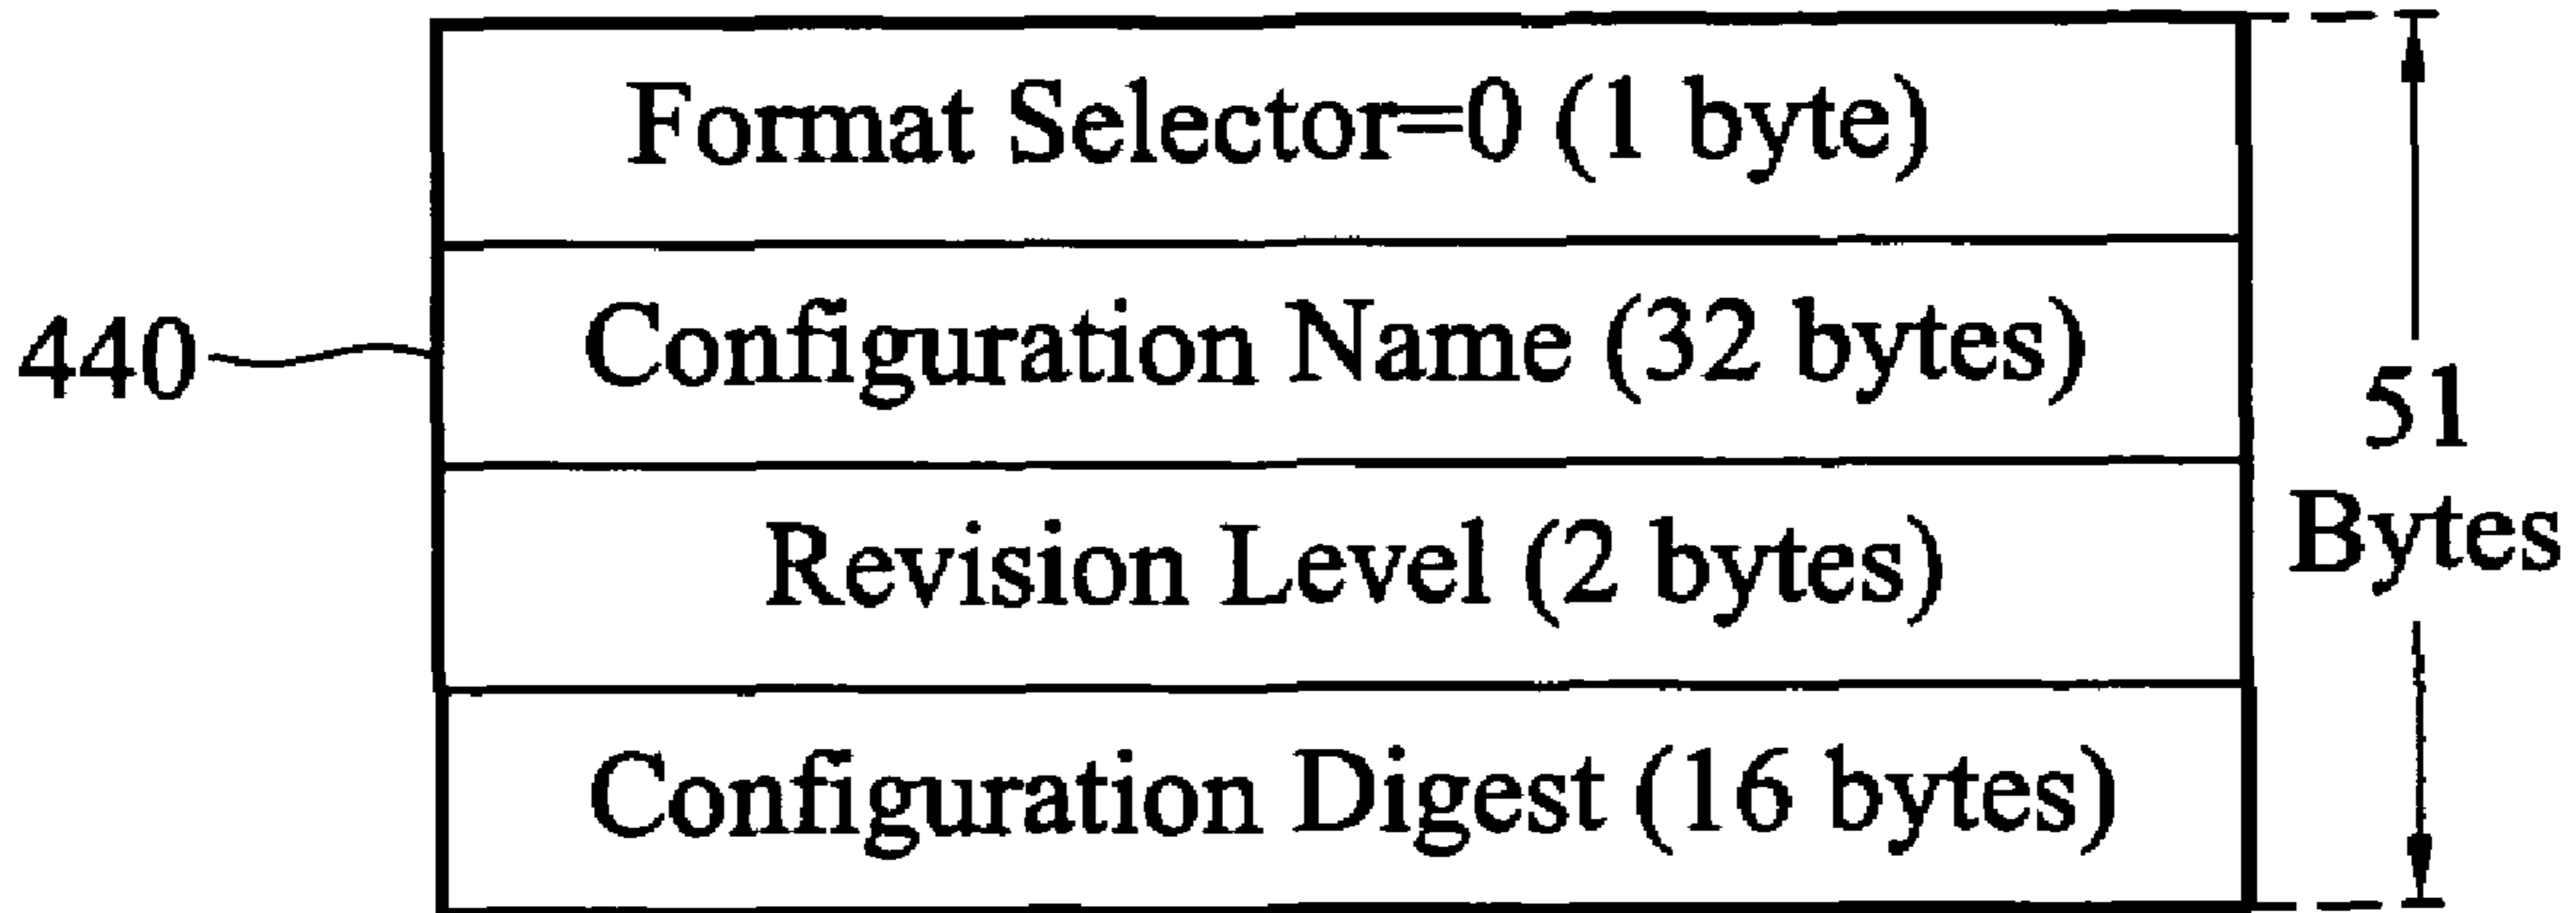 Format Selector=0 (1 byte)
440
Configuration Name (32 bytes)
51
Bytes
Revision Level (2 bytes)
Configuration Digest (16 bytes)